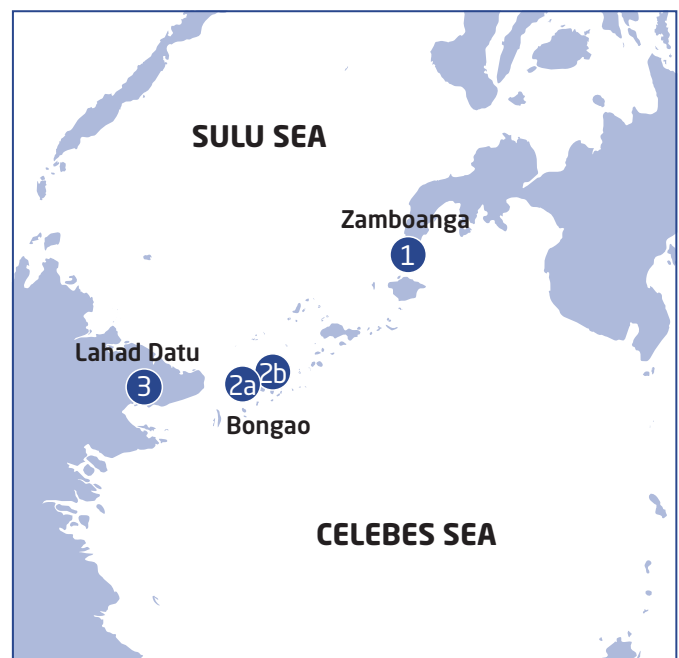 SULU SEA
Zamboanga
1
Lahad Datu
3
2a
2b
Bongao
CELEBES SEA